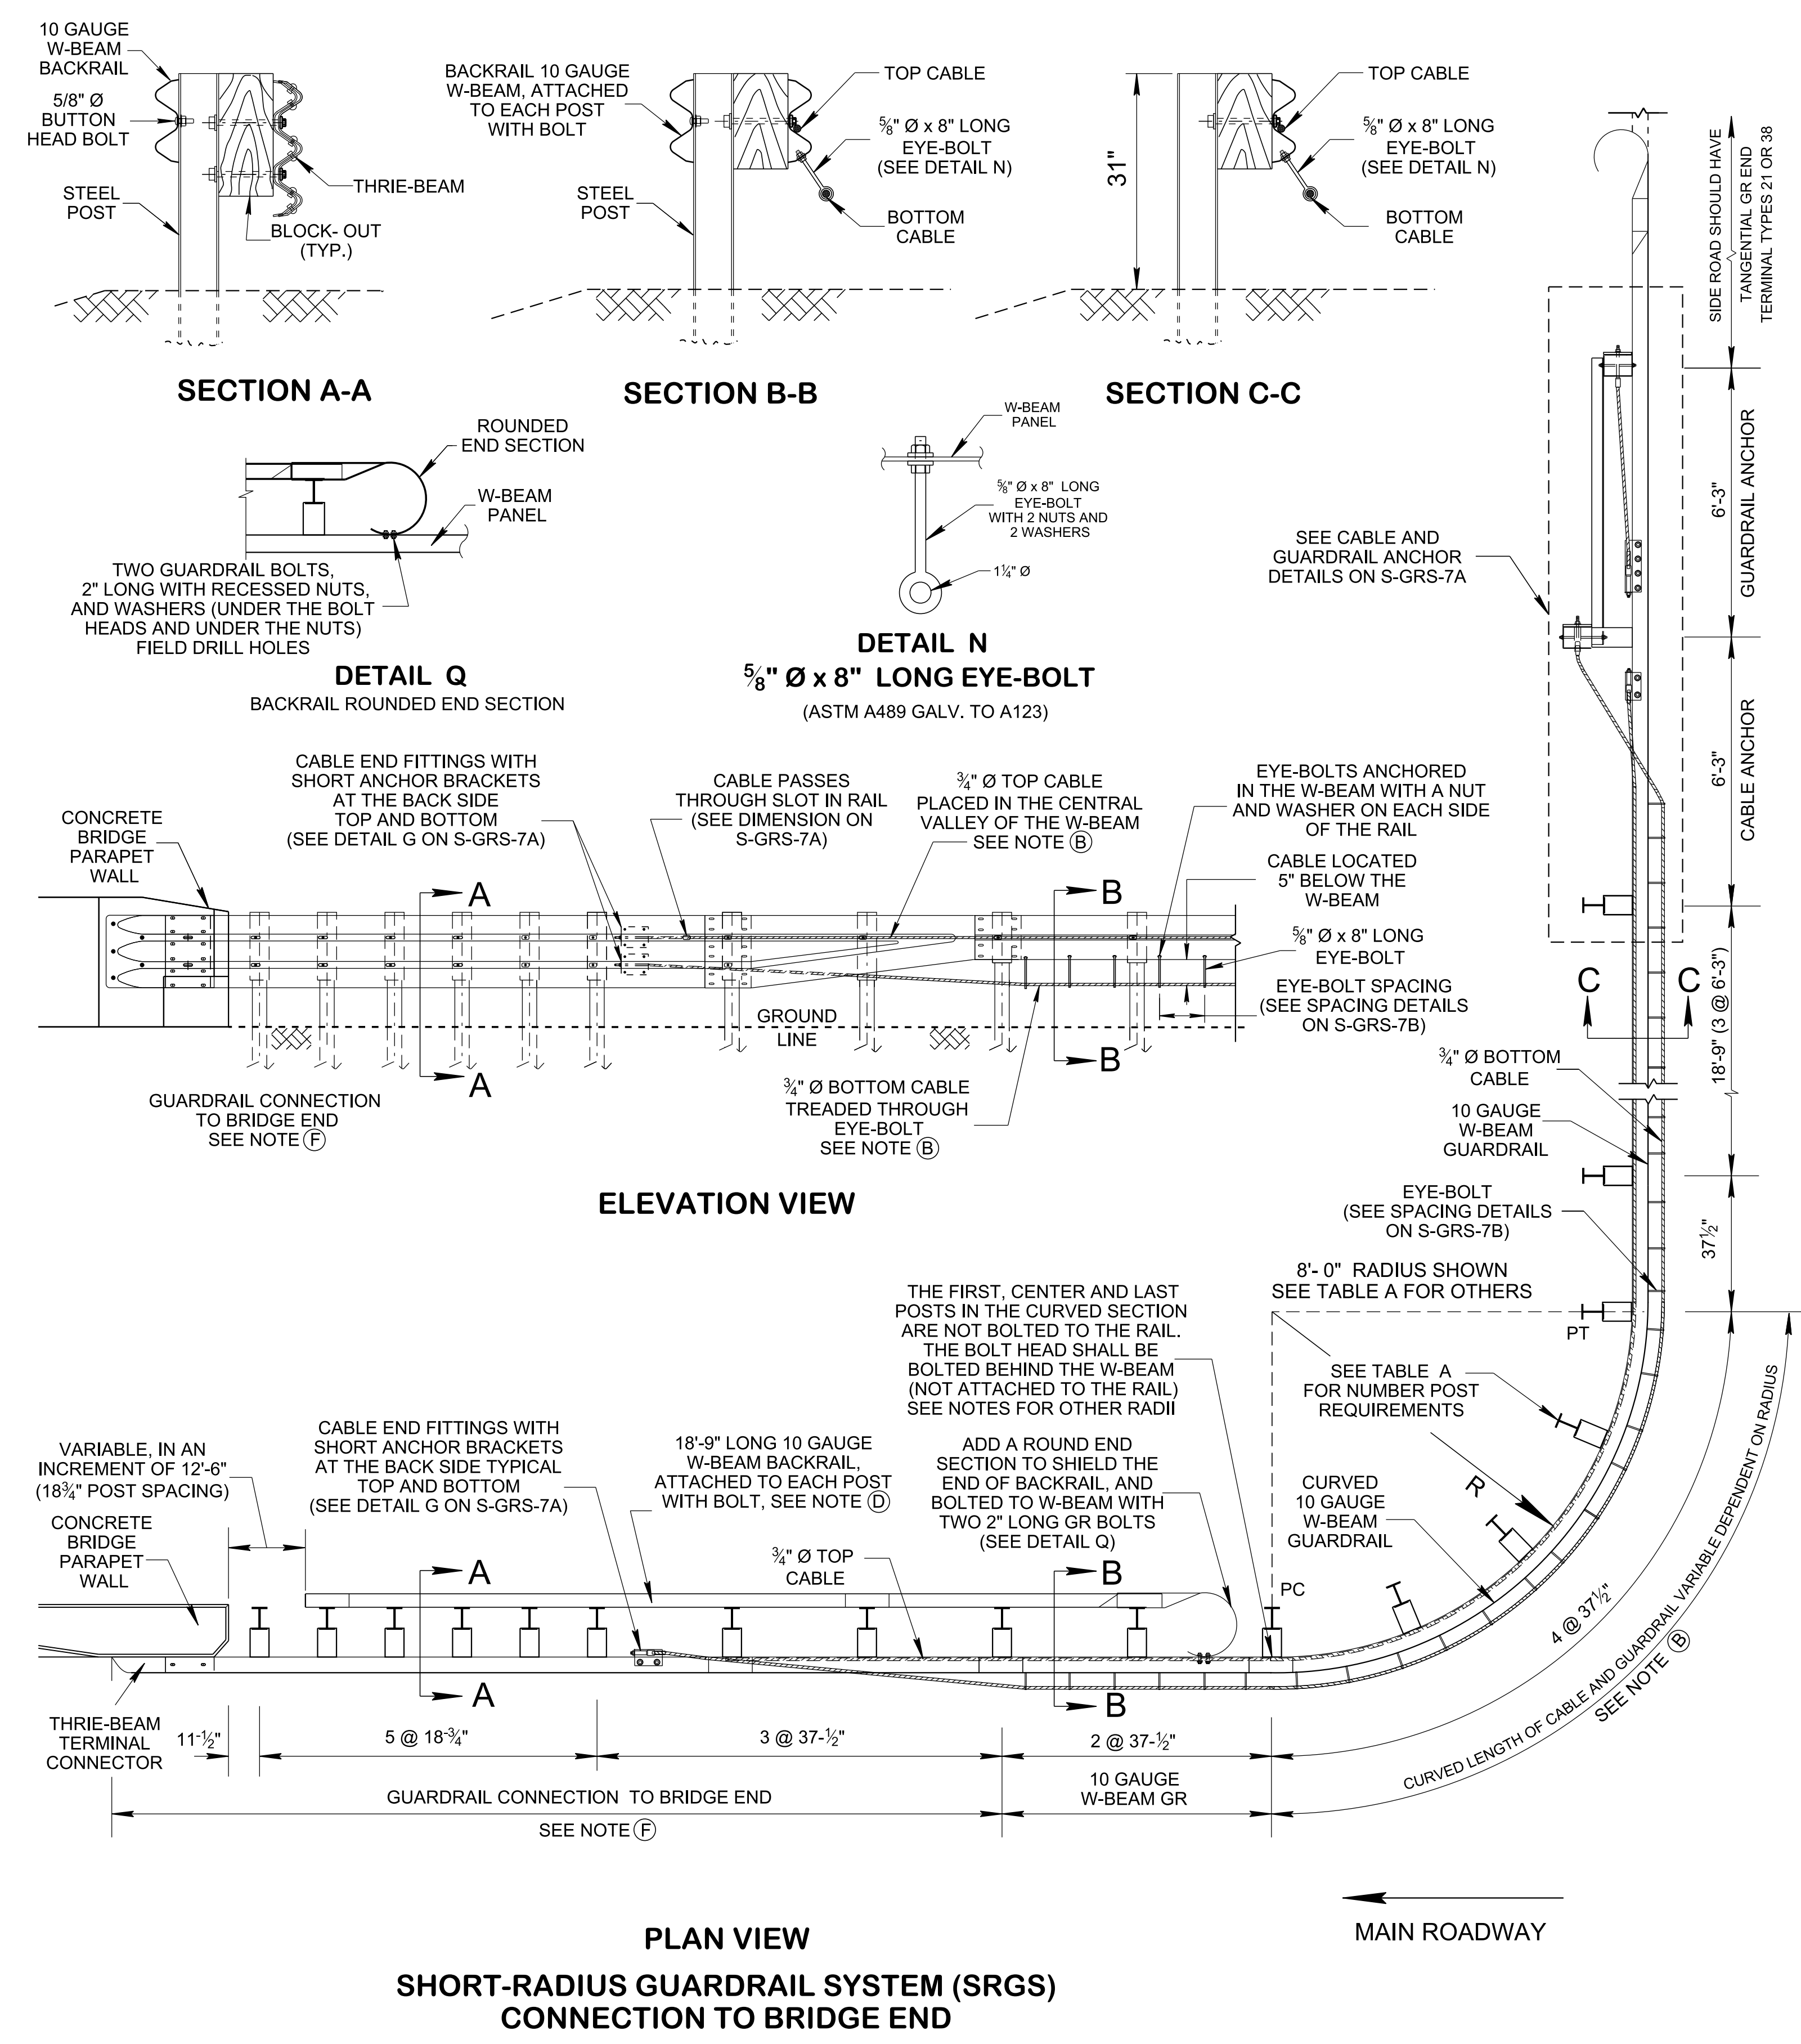 10 GAUGE
W-BEAM
BACKRAIL
5/8" Ø
BUTTON
HEAD BOLT
STEEL
POST
THRIE-BEAM
BLOCK- OUT
(TYP.)
SECTION A-A
BACKRAIL 10 GAUGE
W-BEAM, ATTACHED
TO EACH POST
WITH BOLT
TOP CABLE
⅝" Ø x 8" LONG
EYE-BOLT
(SEE DETAIL N)
STEEL
POST
BOTTOM
CABLE
SECTION B-B
31"
TOP CABLE
⅝" Ø x 8" LONG
EYE-BOLT
(SEE DETAIL N)
BOTTOM
CABLE
SECTION C-C
SIDE ROAD SHOULD HAVE
TANGENTIAL GR END
TERMINAL TYPES 21 OR 38
ROUNDED
END SECTION
W-BEAM
PANEL
TWO GUARDRAIL BOLTS,
2" LONG WITH RECESSED NUTS,
AND WASHERS (UNDER THE BOLT
HEADS AND UNDER THE NUTS)
FIELD DRILL HOLES
DETAIL Q
BACKRAIL ROUNDED END SECTION
W-BEAM
PANEL
⅝" Ø x 8" LONG
EYE-BOLT
WITH 2 NUTS AND
2 WASHERS
1¼" Ø
DETAIL N
⅝" Ø x 8" LONG EYE-BOLT
(ASTM A489 GALV. TO A123)
SEE CABLE AND
GUARDRAIL ANCHOR
DETAILS ON S-GRS-7A
6'-3"
GUARDRAIL ANCHOR
6'-3"
CABLE ANCHOR
CONCRETE
BRIDGE
PARAPET
WALL
CABLE END FITTINGS WITH
SHORT ANCHOR BRACKETS
AT THE BACK SIDE
TOP AND BOTTOM
(SEE DETAIL G ON S-GRS-7A)
CABLE PASSES
THROUGH SLOT IN RAIL
(SEE DIMENSION ON
S-GRS-7A)
¾" Ø TOP CABLE
PLACED IN THE CENTRAL
VALLEY OF THE W-BEAM
SEE NOTE B
EYE-BOLTS ANCHORED
IN THE W-BEAM WITH A NUT
AND WASHER ON EACH SIDE
OF THE RAIL
CABLE LOCATED
5" BELOW THE
W-BEAM
⅝" Ø x 8" LONG
EYE-BOLT
EYE-BOLT SPACING
(SEE SPACING DETAILS
ON S-GRS-7B)
A
B
A
B
GROUND
LINE
GUARDRAIL CONNECTION
TO BRIDGE END
SEE NOTE F
¾" Ø BOTTOM CABLE
TREADED THROUGH
EYE-BOLT
SEE NOTE B
ELEVATION VIEW
C
C
18'-9" (3 @ 6'-3")
¾" Ø BOTTOM
CABLE
10 GAUGE
W-BEAM
GUARDRAIL
EYE-BOLT
(SEE SPACING DETAILS
ON S-GRS-7B)
37½"
8'- 0" RADIUS SHOWN
SEE TABLE A FOR OTHERS
PT
THE FIRST, CENTER AND LAST
POSTS IN THE CURVED SECTION
ARE NOT BOLTED TO THE RAIL.
THE BOLT HEAD SHALL BE
BOLTED BEHIND THE W-BEAM
(NOT ATTACHED TO THE RAIL)
SEE NOTES FOR OTHER RADII
SEE TABLE A
FOR NUMBER POST
REQUIREMENTS
R
CURVED
10 GAUGE
W-BEAM
GUARDRAIL
VARIABLE, IN AN
INCREMENT OF 12'-6"
(18¾" POST SPACING)
CONCRETE
BRIDGE
PARAPET
WALL
CABLE END FITTINGS WITH
SHORT ANCHOR BRACKETS
AT THE BACK SIDE TYPICAL
TOP AND BOTTOM
(SEE DETAIL G ON S-GRS-7A)
18'-9" LONG 10 GAUGE
W-BEAM BACKRAIL,
ATTACHED TO EACH POST
WITH BOLT, SEE NOTE D
ADD A ROUND END
SECTION TO SHIELD THE
END OF BACKRAIL, AND
BOLTED TO W-BEAM WITH
TWO 2" LONG GR BOLTS
(SEE DETAIL Q)
¾" Ø TOP
CABLE
A
B
PC
A
B
THRIE-BEAM
TERMINAL
CONNECTOR
11-½"
5 @ 18-¾"
3 @ 37-½"
2 @ 37-½"
4 @ 37½"
CURVED LENGTH OF CABLE AND GUARDRAIL VARIABLE DEPENDENT ON RADIUS
SEE NOTE B
GUARDRAIL CONNECTION TO BRIDGE END
SEE NOTE F
10 GAUGE
W-BEAM GR
MAIN ROADWAY
PLAN VIEW
SHORT-RADIUS GUARDRAIL SYSTEM (SRGS)
CONNECTION TO BRIDGE END